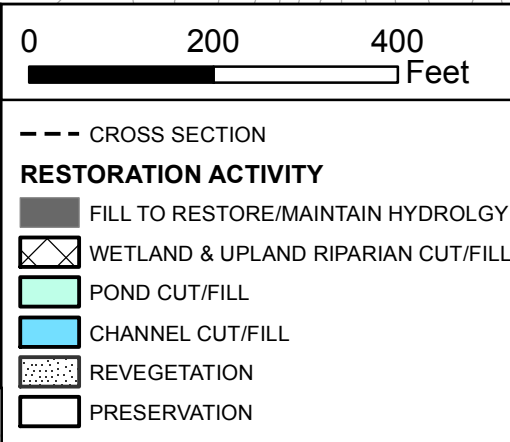 0 200 400
Feet
CROSS SECTION
RESTORATION ACTIVITY
FILL TO RESTORE/MAINTAIN HYDROLGY
WETLAND & UPLAND RIPARIAN CUT/FILL
POND CUT/FILL
CHANNEL CUT/FILL
REVEGETATION
PRESERVATION